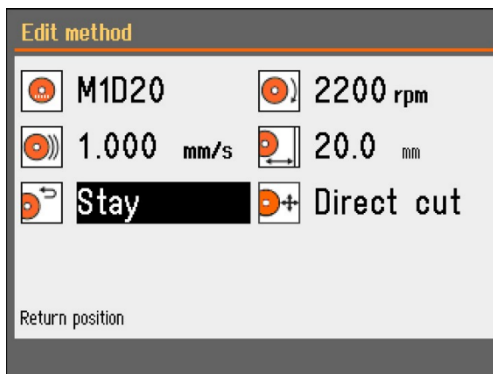 Edit method
M1D20 2200 rpm
1.000 mm/s 20.0 mm
Stay Direct cut
Return position